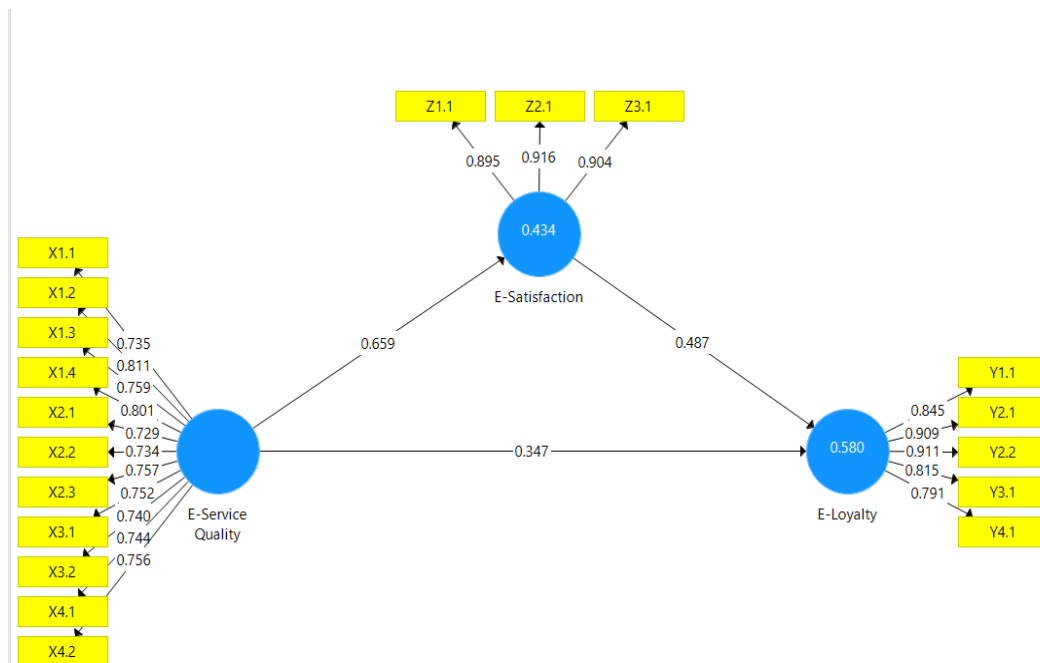 Z1.1
Z2.1
Z3.1
0.895
0.916
0.904
0.434
E-Satisfaction
X1.1
X1.2
X1.3
X1.4
X2.1
X2.2
X2.3
X3.1
X3.2
X4.1
X4.2
0.735
0.811
0.759
0.801
0.729
0.734
0.757
0.752
0.740
0.744
0.756
E-Service
Quality
0.659
0.487
0.347
0.580
E-Loyalty
0.845
0.909
0.911
0.815
0.791
Y1.1
Y2.1
Y2.2
Y3.1
Y4.1